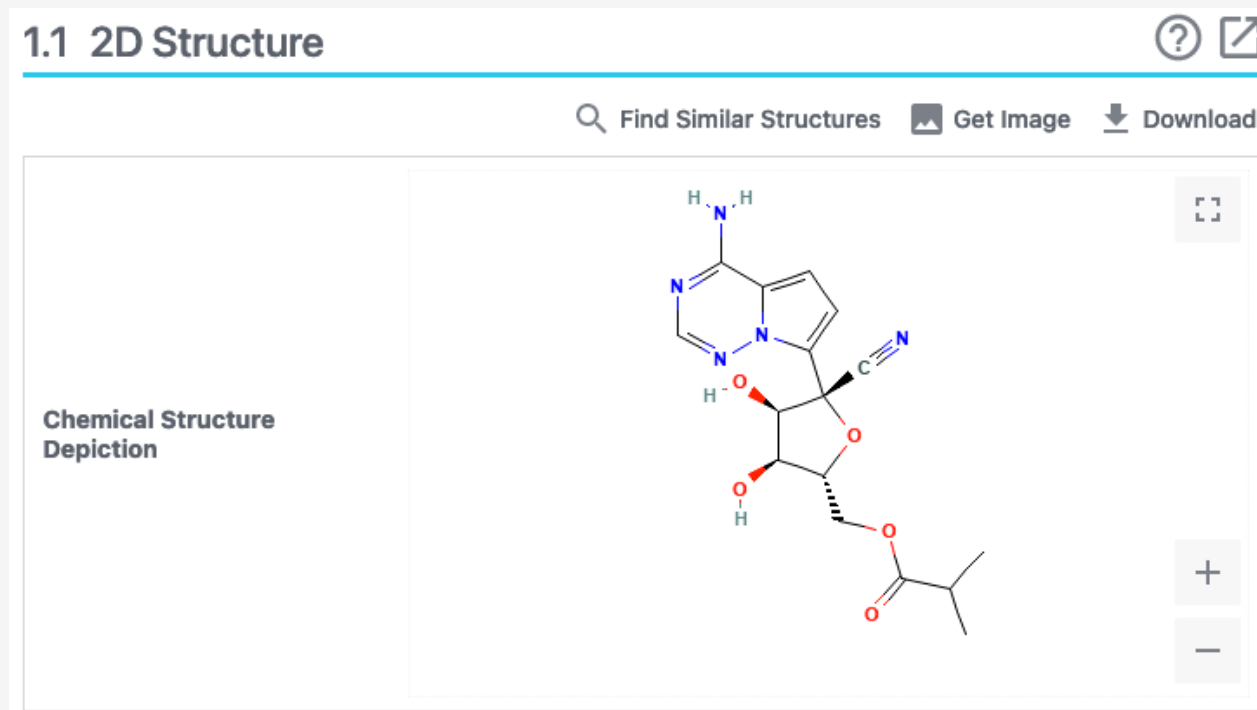 1.1 2D Structure
Find Similar Structures Get Image Download
H H
N
N
N
N
N
C
O
H
O
O
H
O
O
Chemical Structure
Depiction